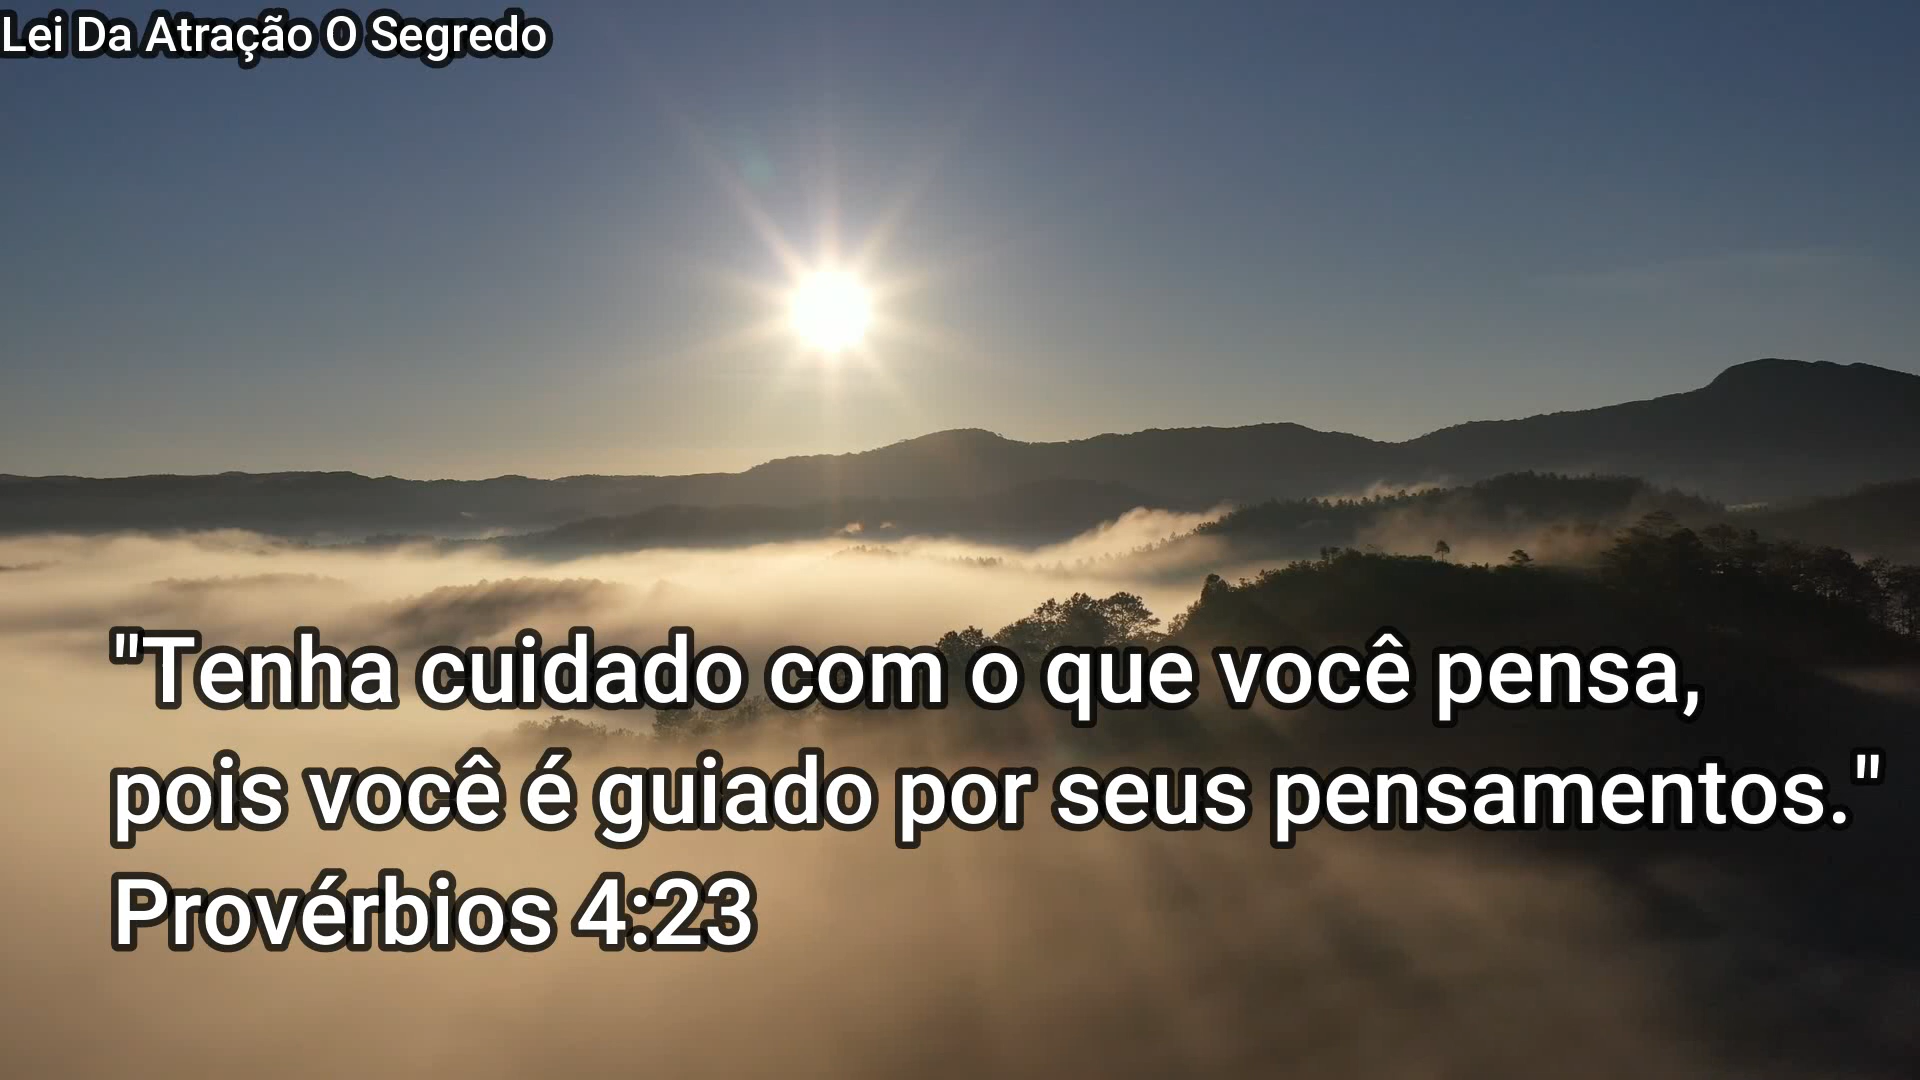 Lei Da Atração O Segredo
"Tenha cuidado com o que você pensa,
pois você é guiado por seus pensamentos."
Provérbios 4:23